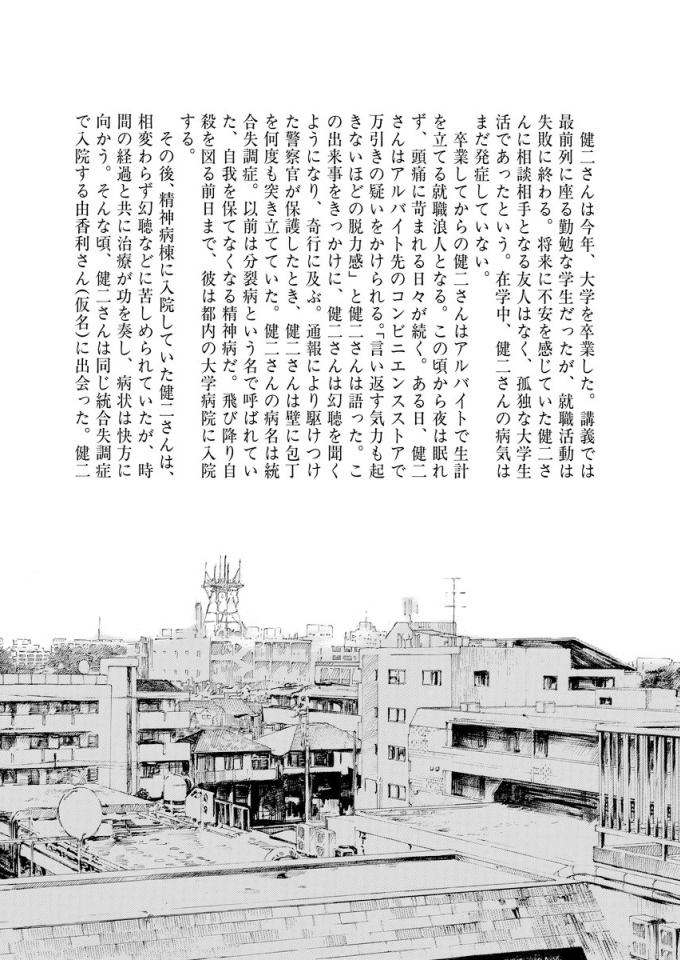 健二さんは今年、大学を卒業した。講義では
最前列に座る勤勉な学生だったが、就職活動は
失敗に終わる。将来に不安を感じていた健二さ
んに相談相手となる友人はなく、孤独な大学生
活であったという。在学中、健二さんの病気は
まだ発症していない。
卒業してからの健二さんはアルバイトで生計
を立てる就職浪人となる。この頃から夜は眠れ
ず、頭痛に苛まれる日々が続く。ある日、健二
さんはアルバイト先のコンビニエンスストアで
万引きの疑いをかけられる。「言い返す気力も起
きないほどの脱力感」と健二さんは語った。こ
の出来事をきっかけに、健二さんは幻聴を聞く
ようになり、奇行に及ぶ。通報により駆けつけ
た警察官が保護したとき、健二さんは壁に包丁
を何度も突き立てていた。健二さんの病名は統
合失調症。以前は分裂病という名で呼ばれてい
た、自我を保てなくなる精神病だ。飛び降り自
殺を図る前日まで、彼は都内の大学病院に入院
する。
その後、精神病棟に入院していた健二さんは、
相変わらず幻聴などに苦しめられていたが、時
間の経過と共に治療が功を奏し、病状は快方に
向かう。そんな頃、健二さんは同じ統合失調症
で入院する由香利さん（仮名）に出会った。健二